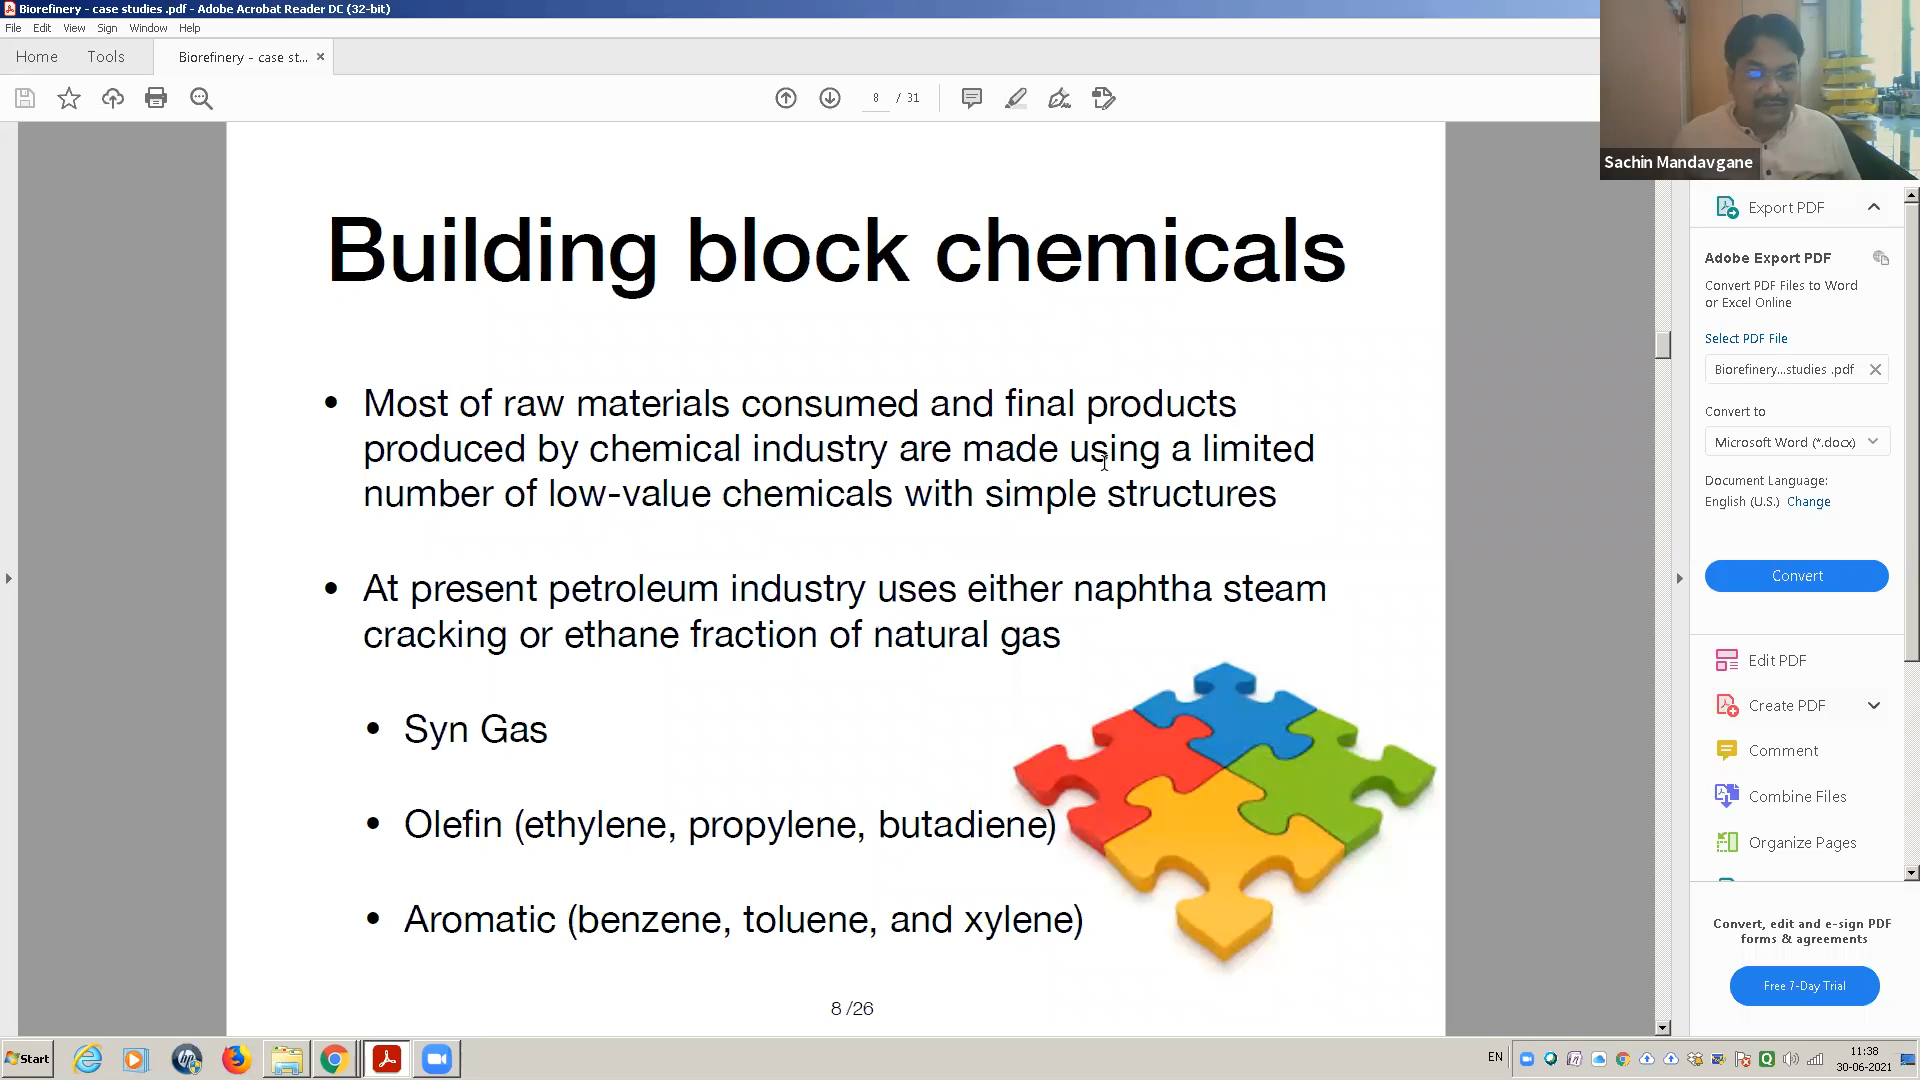 Biorefinery - case studies .pdf - Adobe Acrobat Reader DC (32-bit)
File Edit View Sign Window Help
Home Tools Biorefinery - case st... ×
8 / 31
Sachin Mandavgane
Building block chemicals
• Most of raw materials consumed and final products
produced by chemical industry are made using a limited
number of low-value chemicals with simple structures
• At present petroleum industry uses either naphtha steam
cracking or ethane fraction of natural gas
• Syn Gas
• Olefin (ethylene, propylene, butadiene)
• Aromatic (benzene, toluene, and xylene)
8 /26
Export PDF
Adobe Export PDF
Convert PDF Files to Word
or Excel Online
Select PDF File
Biorefinery...studies .pdf
Convert to
Microsoft Word (*.docx)
Document Language:
English (U.S.) Change
Convert
Edit PDF
Create PDF
Comment
Combine Files
Organize Pages
Convert, edit and e-sign PDF
forms & agreements
Free 7-Day Trial
Start
EN
11:38
30-06-2021